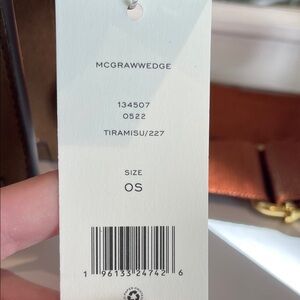 MCGRAWWEDGE
134507
0522
TIRAMISU/227
SIZE
OS
1 96133 24742 6